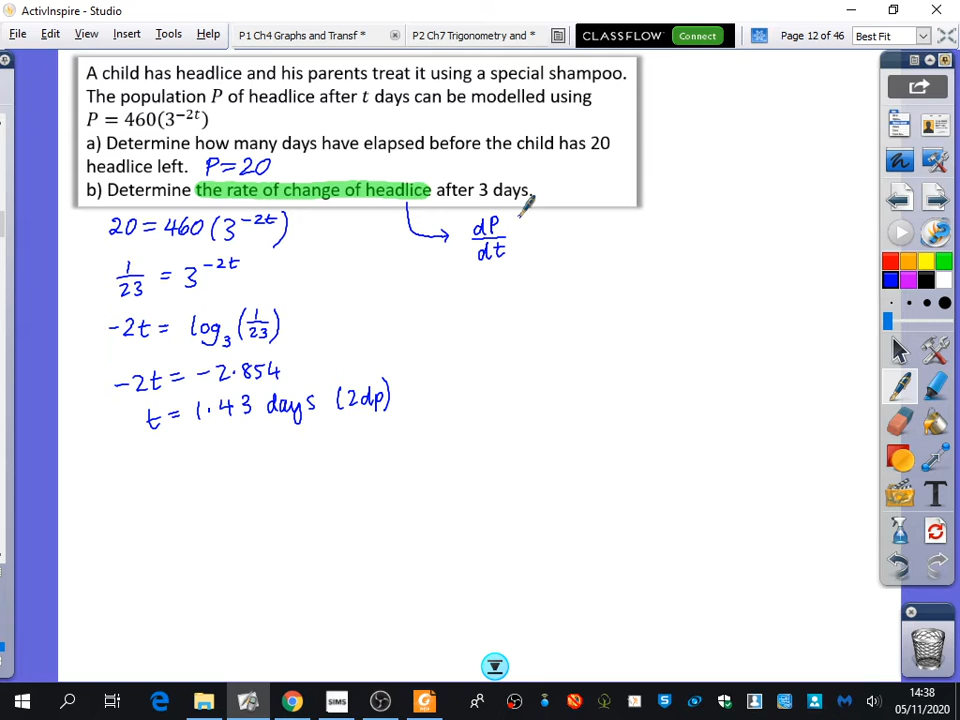 ActivInspire - Studio
File Edit View Insert Tools Help
P1 Ch4 Graphs and Transf *
P2 Ch7 Trigonometry and *
CLASSFLOW Connect
Page 12 of 46
Best Fit
A child has headlice and his parents treat it using a special shampoo.
The population P of headlice after t days can be modelled using
P = 460(3⁻²ᵗ)
a) Determine how many days have elapsed before the child has 20
headlice left. P=20
b) Determine the rate of change of headlice after 3 days.
20 = 460 (3⁻²ᵗ)
dP/dt
1/23 = 3⁻²ᵗ
-2t = log₃(1/23)
-2t = -2.854
t = 1.43 days (2dp)
SIMS
14:38
05/11/2020